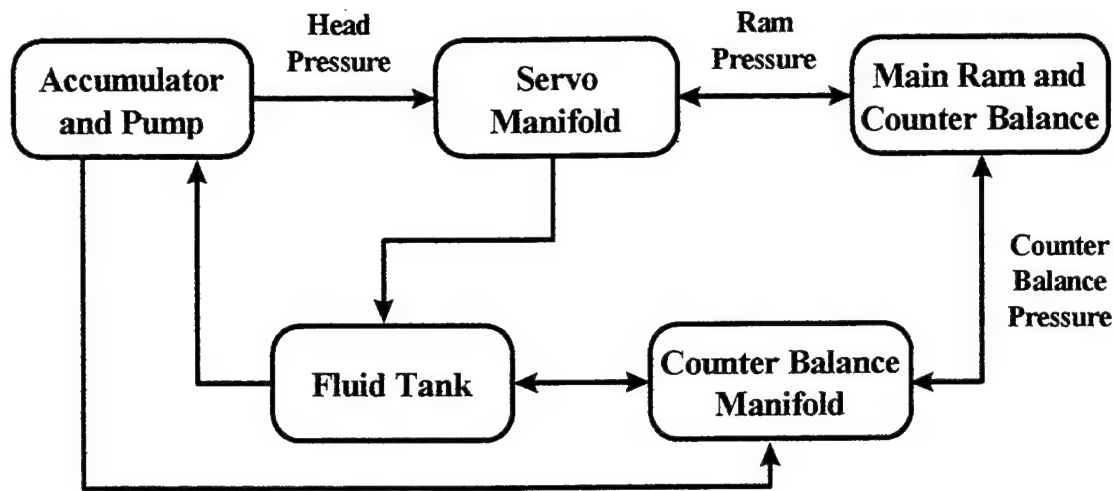 Head
Pressure
Ram
Pressure
Accumulator
and Pump
Servo
Manifold
Main Ram and
Counter Balance
Counter
Balance
Pressure
Fluid Tank
Counter Balance
Manifold